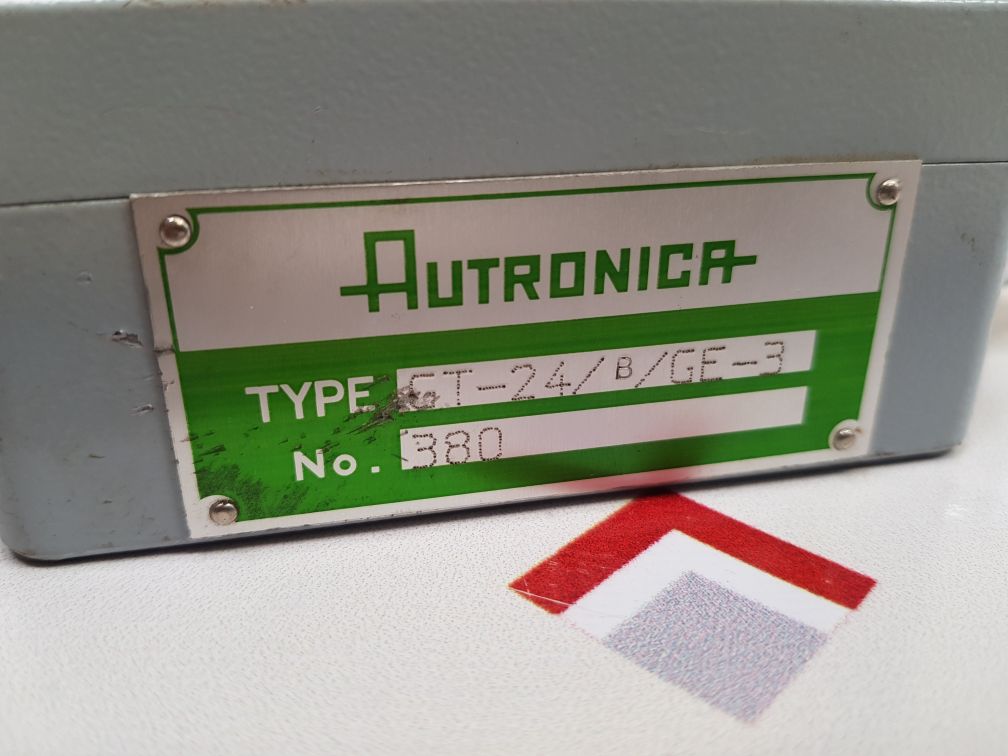 AUTRONICA
TYPE GT-24/B/GE-3
No. 380